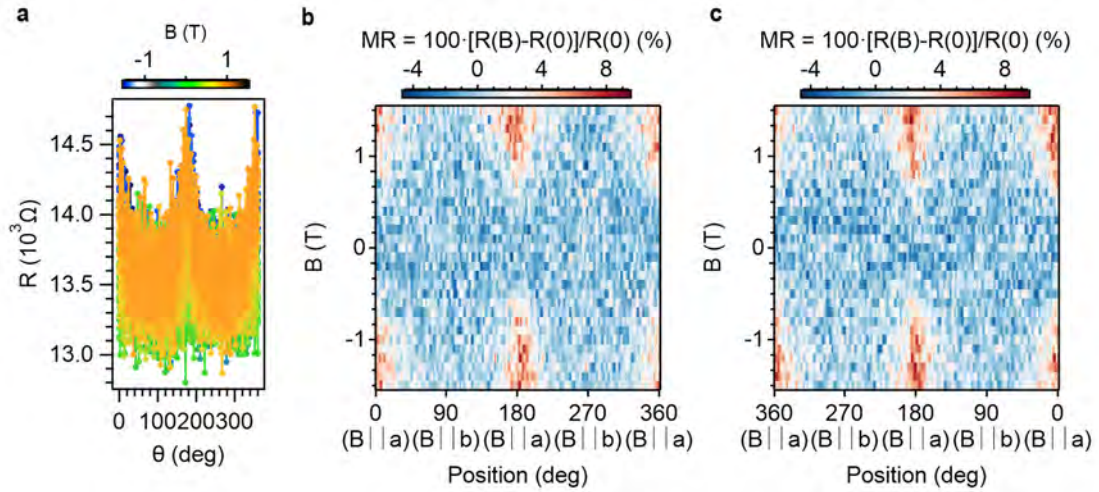 a
B (T)
-1 1
R (10³Ω)
14.5
14.0
13.5
13.0
0 100 200 300
θ (deg)
b
MR = 100·[R(B)-R(0)]/R(0) (%)
-4 0 4 8
B (T)
1
0
-1
0 90 180 270 360
(B||a) (B||b) (B||a) (B||b) (B||a)
Position (deg)
c
MR = 100·[R(B)-R(0)]/R(0) (%)
-4 0 4 8
B (T)
1
0
-1
360 270 180 90 0
(B||a) (B||b) (B||a) (B||b) (B||a)
Position (deg)